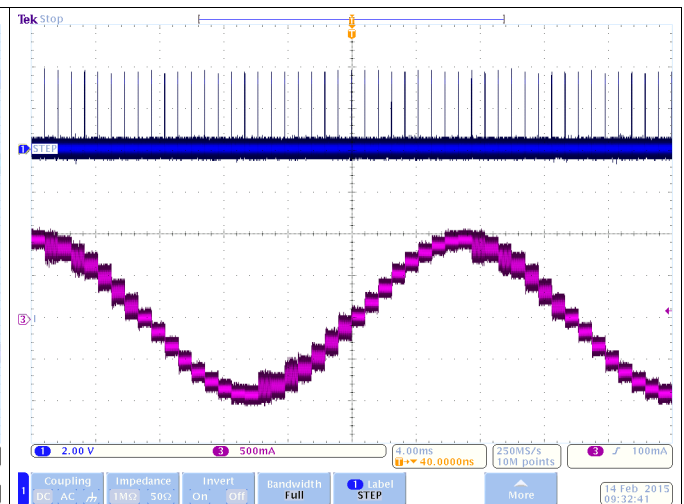 Tek Stop
T
T
1 STEP
3 I
1 2.00 V 3 500mA 4.00ms 250MS/s 3 ∫ 100mA
T→▼ 40.0000ns 10M points
1 Coupling Impedance Invert Bandwidth 1 Label More
DC AC 1MΩ 50Ω On Off Full STEP 14 Feb 2015
09:32:41